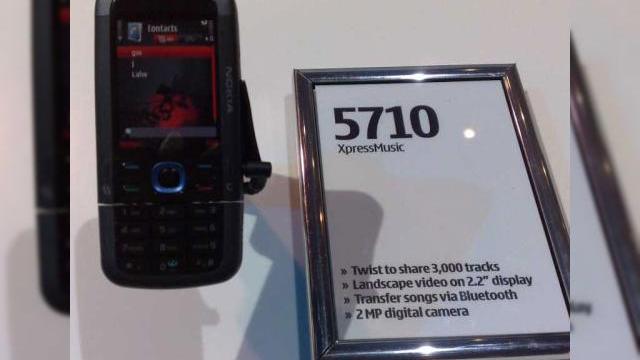 Contacts
gus
j
NOKIA
5710
XpressMusic
» Twist to share 3,000 tracks
» Landscape video on 2.2" display
» Transfer songs via Bluetooth
» 2 MP digital camera